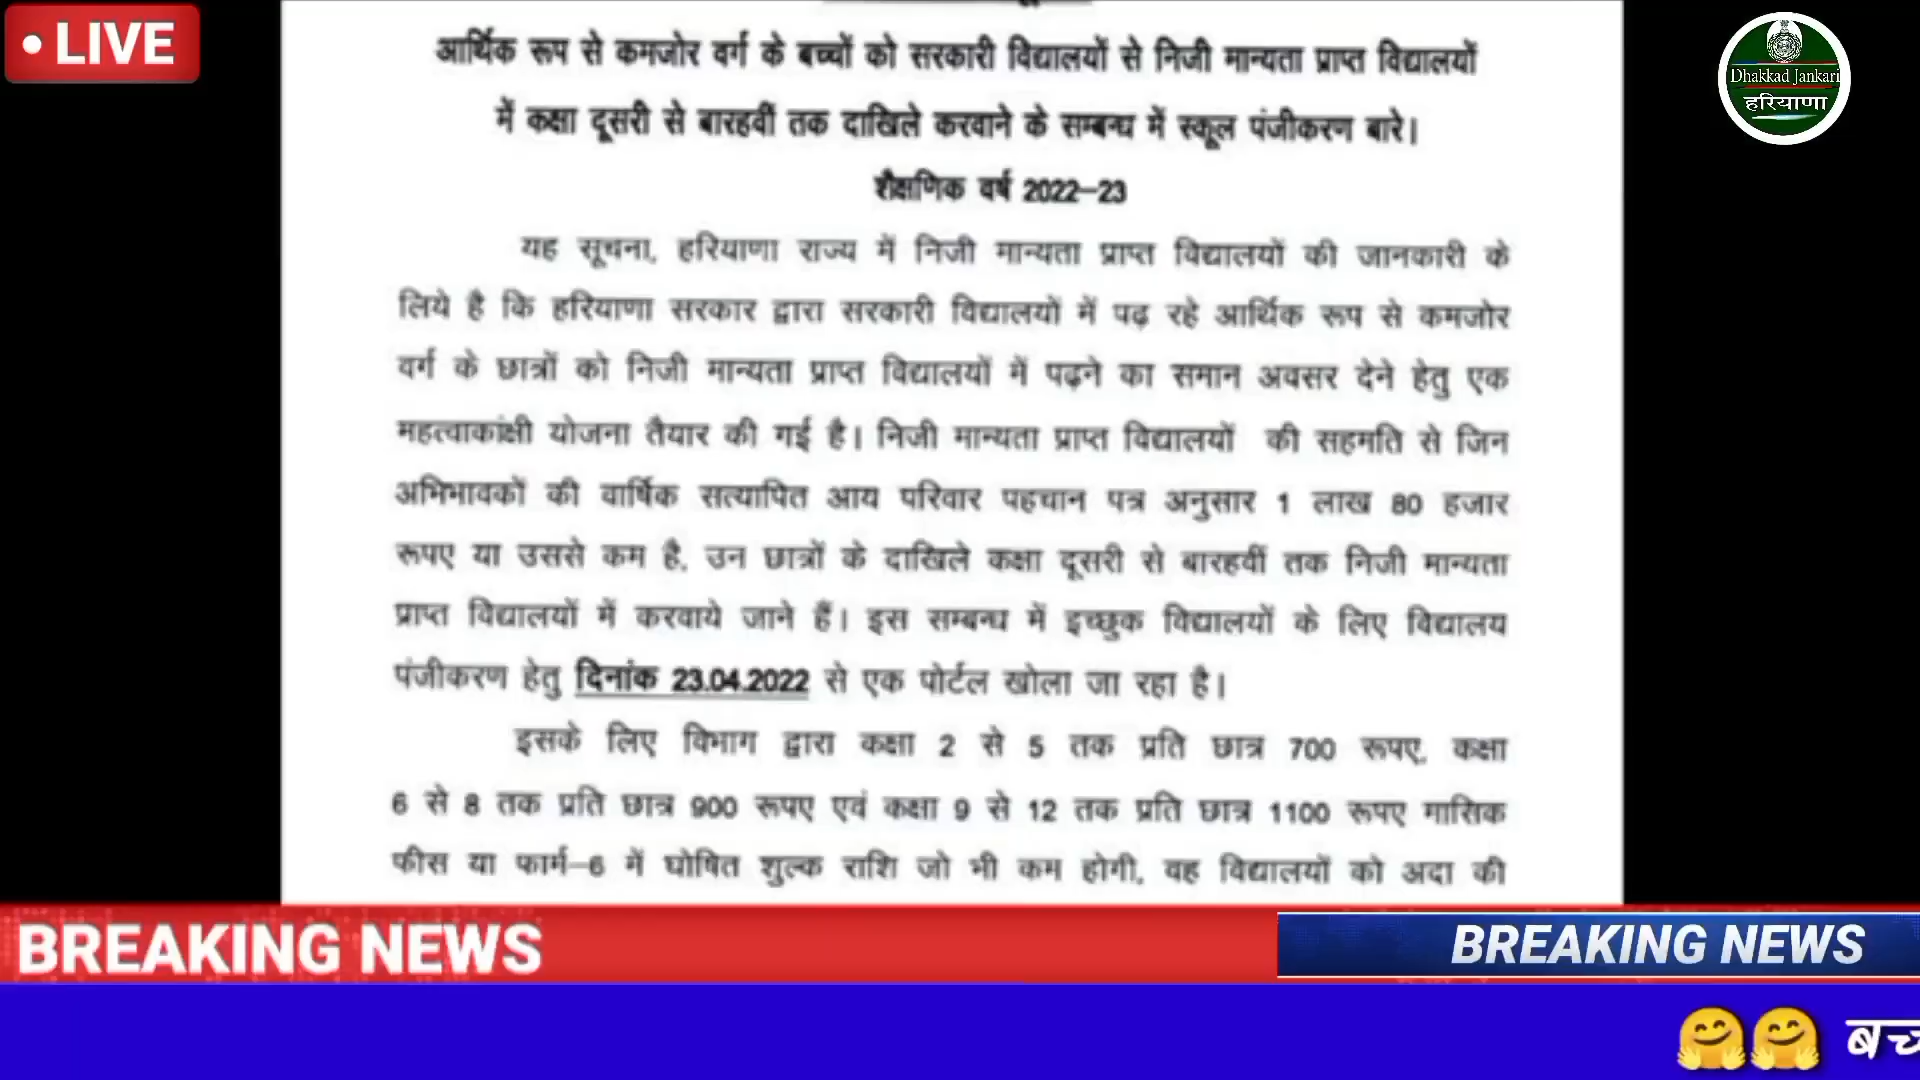 LIVE
Dhakkad Jankari
हरियाणा
आर्थिक रूप से कमजोर वर्ग के बच्चों को सरकारी विद्यालयों से निजी मान्यता प्राप्त विद्यालयों
में कक्षा दूसरी से बारहवीं तक दाखिले करवाने के सम्बन्ध में स्कूल पंजीकरण बारे।
शैक्षणिक वर्ष 2022–23
यह सूचना, हरियाणा राज्य में निजी मान्यता प्राप्त विद्यालयों की जानकारी के
लिये है कि हरियाणा सरकार द्वारा सरकारी विद्यालयों में पढ़ रहे आर्थिक रूप से कमजोर
वर्ग के छात्रों को निजी मान्यता प्राप्त विद्यालयों में पढ़ने का समान अवसर देने हेतु एक
महत्वाकांक्षी योजना तैयार की गई है। निजी मान्यता प्राप्त विद्यालयों की सहमति से जिन
अभिभावकों की वार्षिक सत्यापित आय परिवार पहचान पत्र अनुसार 1 लाख 80 हजार
रूपए या उससे कम है, उन छात्रों के दाखिले कक्षा दूसरी से बारहवीं तक निजी मान्यता
प्राप्त विद्यालयों में करवाये जाने हैं। इस सम्बन्ध में इच्छुक विद्यालयों के लिए विद्यालय
पंजीकरण हेतु दिनांक 23.04.2022 से एक पोर्टल खोला जा रहा है।
इसके लिए विभाग द्वारा कक्षा 2 से 5 तक प्रति छात्र 700 रूपए, कक्षा
6 से 8 तक प्रति छात्र 900 रूपए एवं कक्षा 9 से 12 तक प्रति छात्र 1100 रूपए मासिक
फीस या फार्म–6 में घोषित शुल्क राशि जो भी कम होगी, वह विद्यालयों को अदा की
BREAKING NEWS
BREAKING NEWS